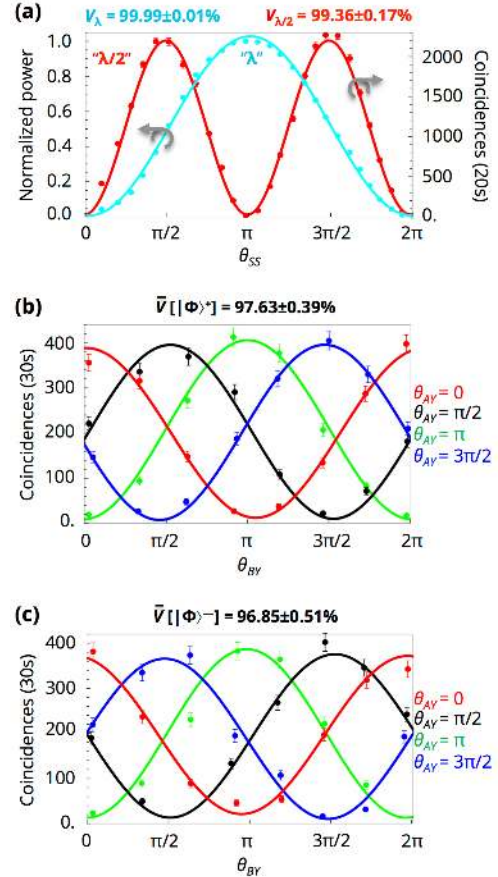 (a) V_λ = 99.99±0.01% V_λ/2 = 99.36±0.17%
"λ/2" "λ"
Normalized power
1.0
0.8
0.6
0.4
0.2
0.0
Coincidences (20s)
2000
1500
1000
500
0.
0 π/2 π 3π/2 2π
θ_SS
(b) V̄ [|Φ⟩⁺] = 97.63±0.39%
Coincidences (30s)
400
300
200
100
0.
θ_AY = 0
θ_AY = π/2
θ_AY = π
θ_AY = 3π/2
0 π/2 π 3π/2 2π
θ_BY
(c) V̄ [|Φ⟩⁻] = 96.85±0.51%
Coincidences (30s)
400
300
200
100
0.
θ_AY = 0
θ_AY = π/2
θ_AY = π
θ_AY = 3π/2
0 π/2 π 3π/2 2π
θ_BY